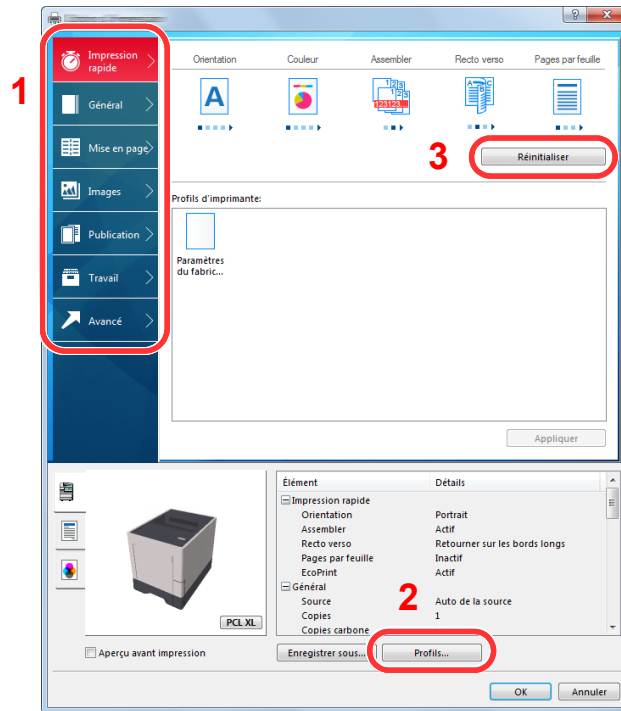 1
Impression
rapide
Général
Mise en page
Images
Publication
Travail
Avancé
Orientation
Couleur
Assembler
Recto verso
Pages par feuille
A
123
123123
3
Réinitialiser
Profils d'imprimante:
Paramètres
du fabric...
Appliquer
Élément Détails
Impression rapide
Orientation Portrait
Assembler Actif
Recto verso Retourner sur les bords longs
Pages par feuille Inactif
EcoPrint Actif
Général
Source Auto de la source
Copies 1
Copies carbone
2
PCL XL
Aperçu avant impression
Enregistrer sous...
Profils...
OK
Annuler